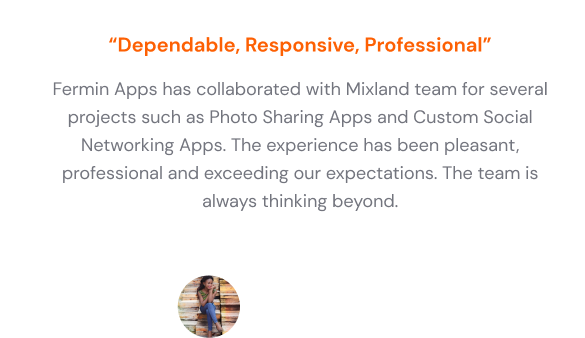 “Dependable, Responsive, Professional”
Fermin Apps has collaborated with Mixland team for several
projects such as Photo Sharing Apps and Custom Social
Networking Apps. The experience has been pleasant,
professional and exceeding our expectations. The team is
always thinking beyond.